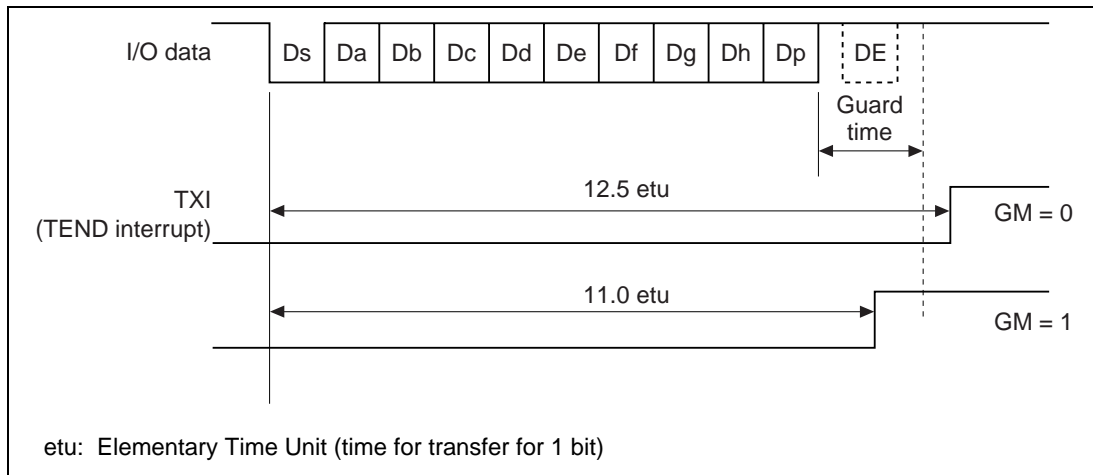 I/O data Ds Da Db Dc Dd De Df Dg Dh Dp DE
Guard
time
TXI
(TEND interrupt)
12.5 etu
GM = 0
11.0 etu
GM = 1
etu: Elementary Time Unit (time for transfer for 1 bit)